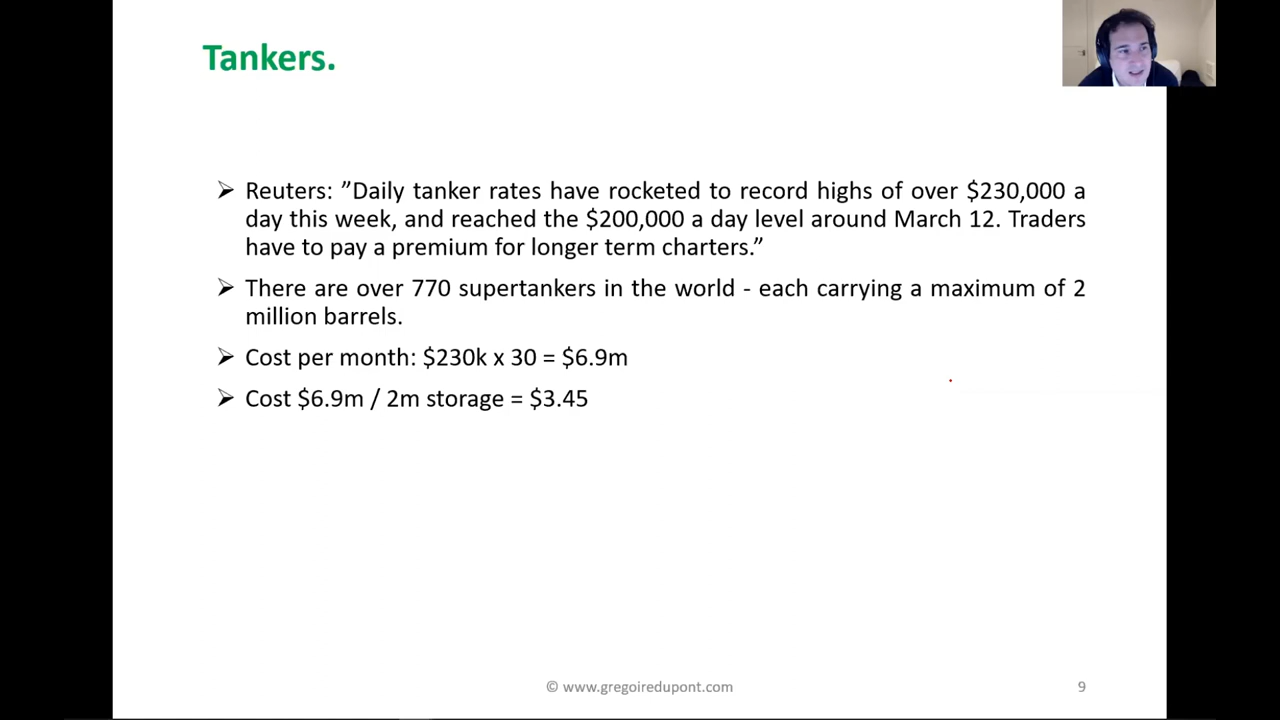 Tankers.
➢ Reuters: ”Daily tanker rates have rocketed to record highs of over $230,000 a
day this week, and reached the $200,000 a day level around March 12. Traders
have to pay a premium for longer term charters.”
➢ There are over 770 supertankers in the world - each carrying a maximum of 2
million barrels.
➢ Cost per month: $230k x 30 = $6.9m
➢ Cost $6.9m / 2m storage = $3.45
© www.gregoiredupont.com
9